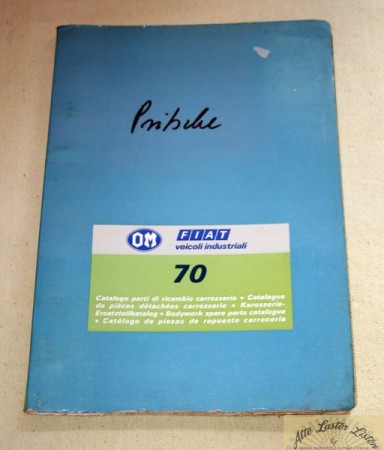 Pritsche
OM FIAT
veicoli industriali
70
Catalogo parti di ricambio carrozzeria • Catalogue
de pièces détachées carrosserie • Karosserie-
Ersatzteilkatalog • Bodywork spare parts catalogue
• Catálogo de piezas de repuesto carrocería
Alte Laster Listen